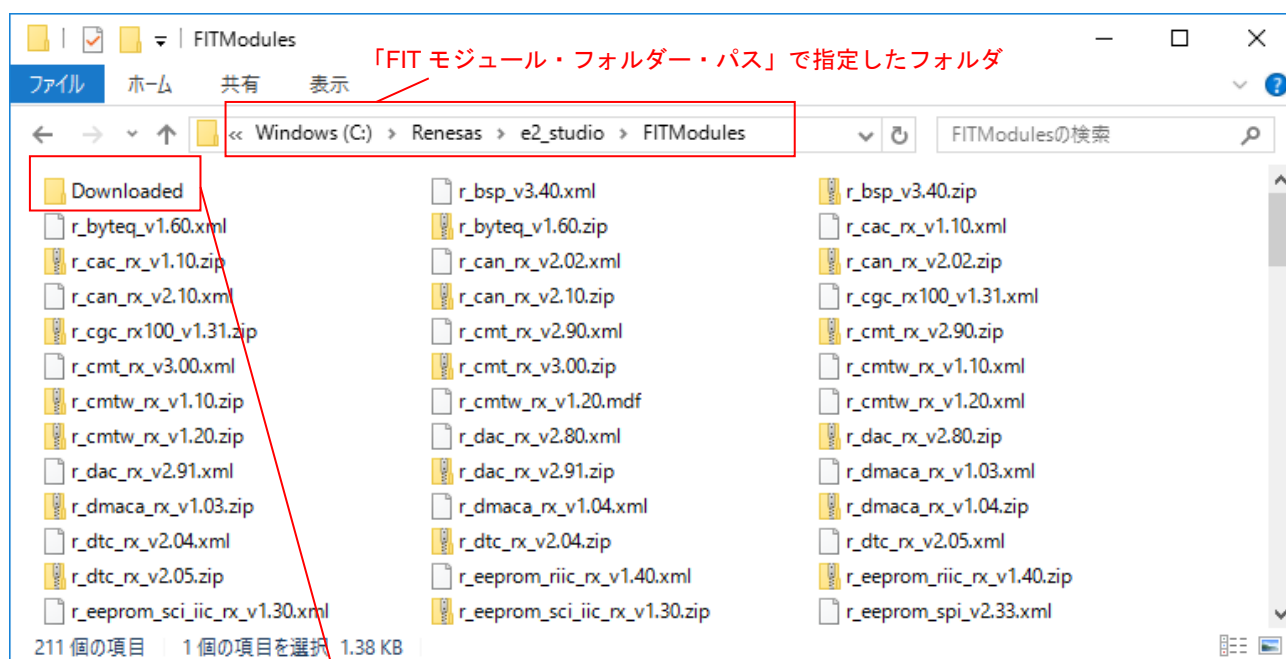 FITModules
「FIT モジュール・フォルダー・パス」で指定したフォルダ
ファイル ホーム 共有 表示
« Windows (C:) › Renesas › e2_studio › FITModules FITModulesの検索
Downloaded r_bsp_v3.40.xml r_bsp_v3.40.zip
r_byteq_v1.60.xml r_byteq_v1.60.zip r_cac_rx_v1.10.xml
r_cac_rx_v1.10.zip r_can_rx_v2.02.xml r_can_rx_v2.02.zip
r_can_rx_v2.10.xml r_can_rx_v2.10.zip r_cgc_rx100_v1.31.xml
r_cgc_rx100_v1.31.zip r_cmt_rx_v2.90.xml r_cmt_rx_v2.90.zip
r_cmt_rx_v3.00.xml r_cmt_rx_v3.00.zip r_cmtw_rx_v1.10.xml
r_cmtw_rx_v1.10.zip r_cmtw_rx_v1.20.mdf r_cmtw_rx_v1.20.xml
r_cmtw_rx_v1.20.zip r_dac_rx_v2.80.xml r_dac_rx_v2.80.zip
r_dac_rx_v2.91.xml r_dac_rx_v2.91.zip r_dmaca_rx_v1.03.xml
r_dmaca_rx_v1.03.zip r_dmaca_rx_v1.04.xml r_dmaca_rx_v1.04.zip
r_dtc_rx_v2.04.xml r_dtc_rx_v2.04.zip r_dtc_rx_v2.05.xml
r_dtc_rx_v2.05.zip r_eeprom_riic_rx_v1.40.xml r_eeprom_riic_rx_v1.40.zip
r_eeprom_sci_iic_rx_v1.30.xml r_eeprom_sci_iic_rx_v1.30.zip r_eeprom_spi_v2.33.xml
211 個の項目 1 個の項目を選択 1.38 KB